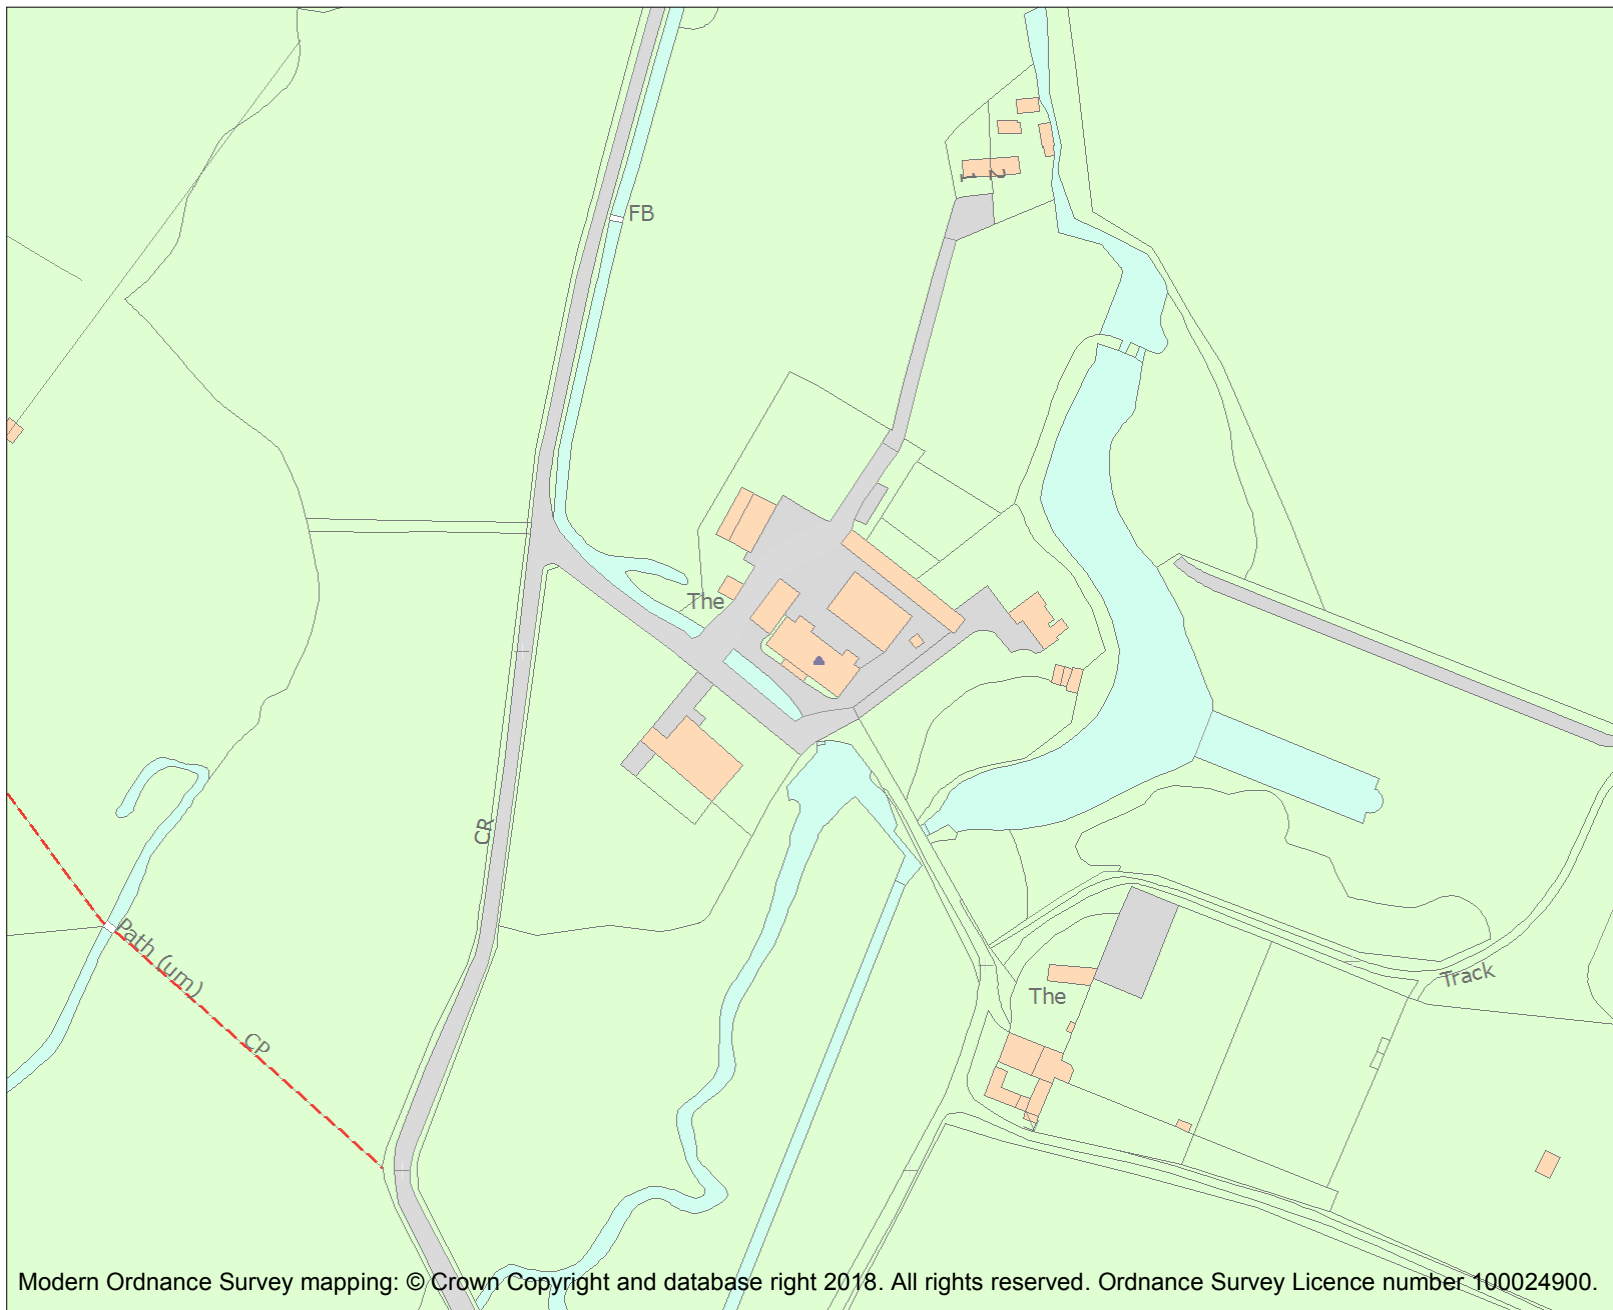 FB
1
2
The
CR
Path (um)
CP
The
Track
Modern Ordnance Survey mapping: © Crown Copyright and database right 2018. All rights reserved. Ordnance Survey Licence number 100024900.